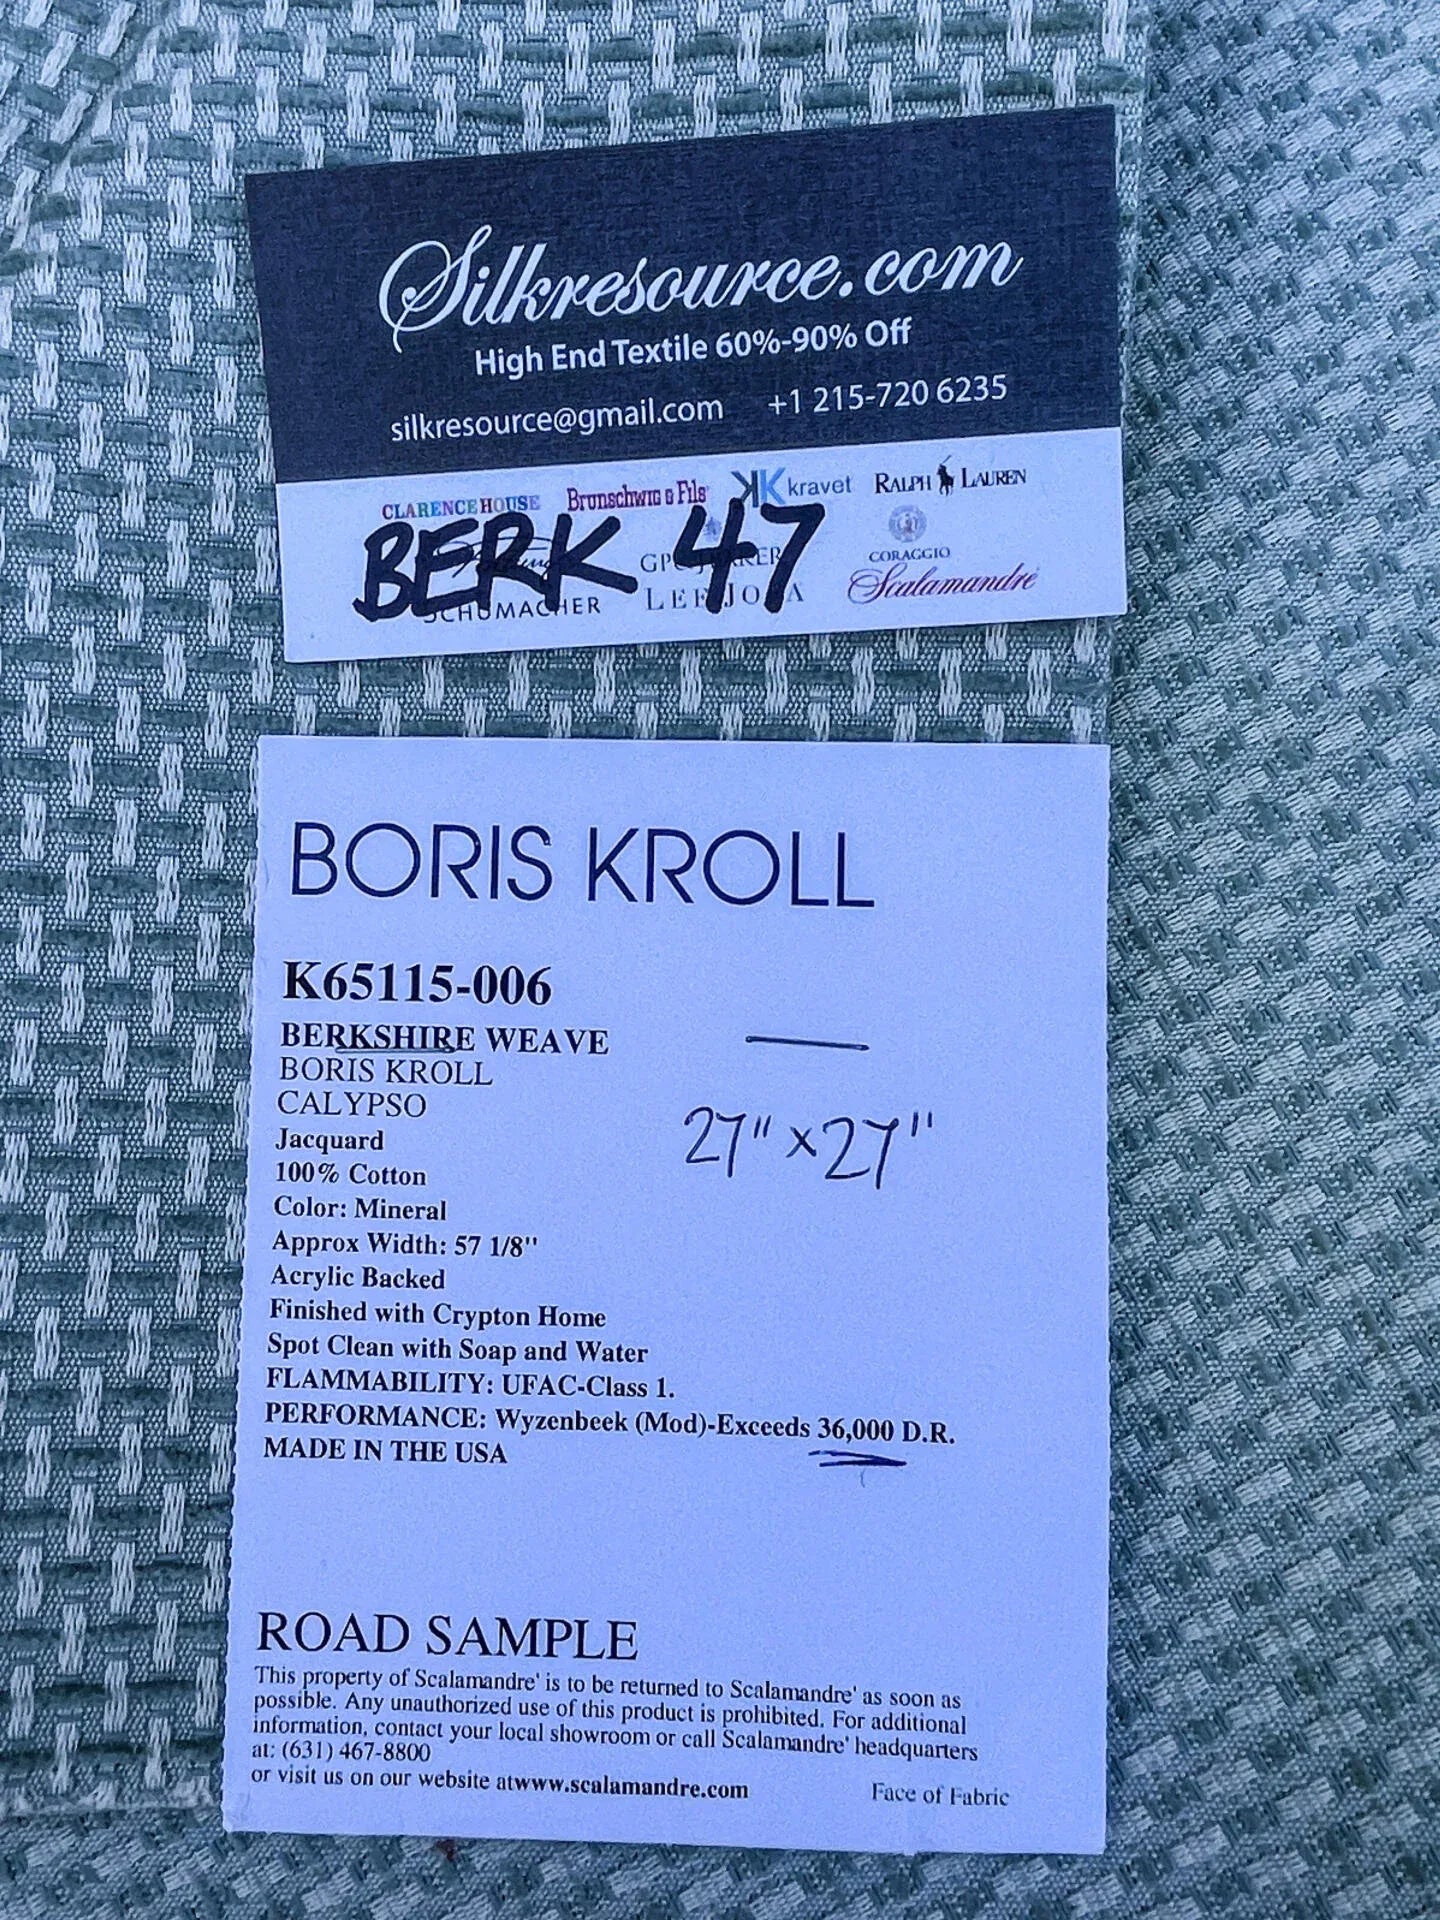 Silkresource.com
High End Textile 60%-90% Off
silkresource@gmail.com +1 215-720 6235
CLARENCE HOUSE Brunschwig & Fils kravet RALPH LAUREN
BERK 47
CORAGGIO
SCHUMACHER LEE JOFA Scalamandré
BORIS KROLL
K65115-006
BERKSHIRE WEAVE
BORIS KROLL
CALYPSO
27" x 27"
Jacquard
100% Cotton
Color: Mineral
Approx Width: 57 1/8"
Acrylic Backed
Finished with Crypton Home
Spot Clean with Soap and Water
FLAMMABILITY: UFAC-Class 1.
PERFORMANCE: Wyzenbeek (Mod)-Exceeds 36,000 D.R.
MADE IN THE USA
ROAD SAMPLE
This property of Scalamandre' is to be returned to Scalamandre' as soon as
possible. Any unauthorized use of this product is prohibited. For additional
information, contact your local showroom or call Scalamandre' headquarters
at: (631) 467-8800
or visit us on our website atwww.scalamandre.com Face of Fabric